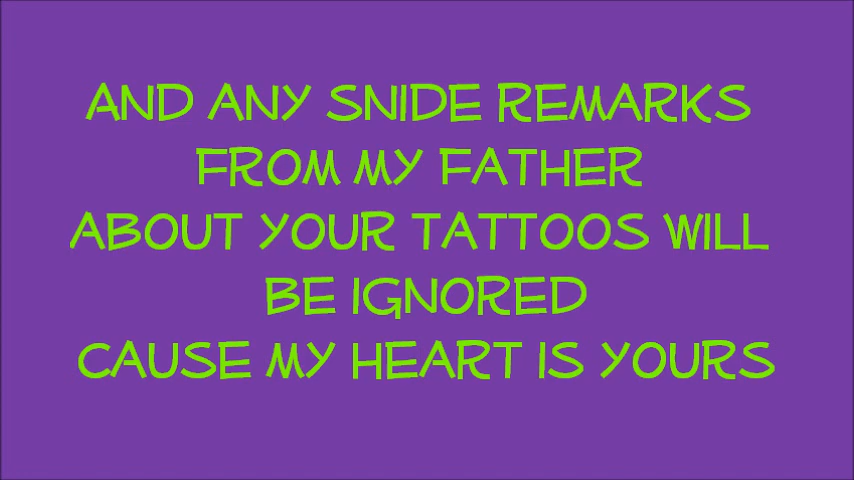 AND ANY SNIDE REMARKS
FROM MY FATHER
ABOUT YOUR TATTOOS WILL
BE IGNORED
CAUSE MY HEART IS YOURS